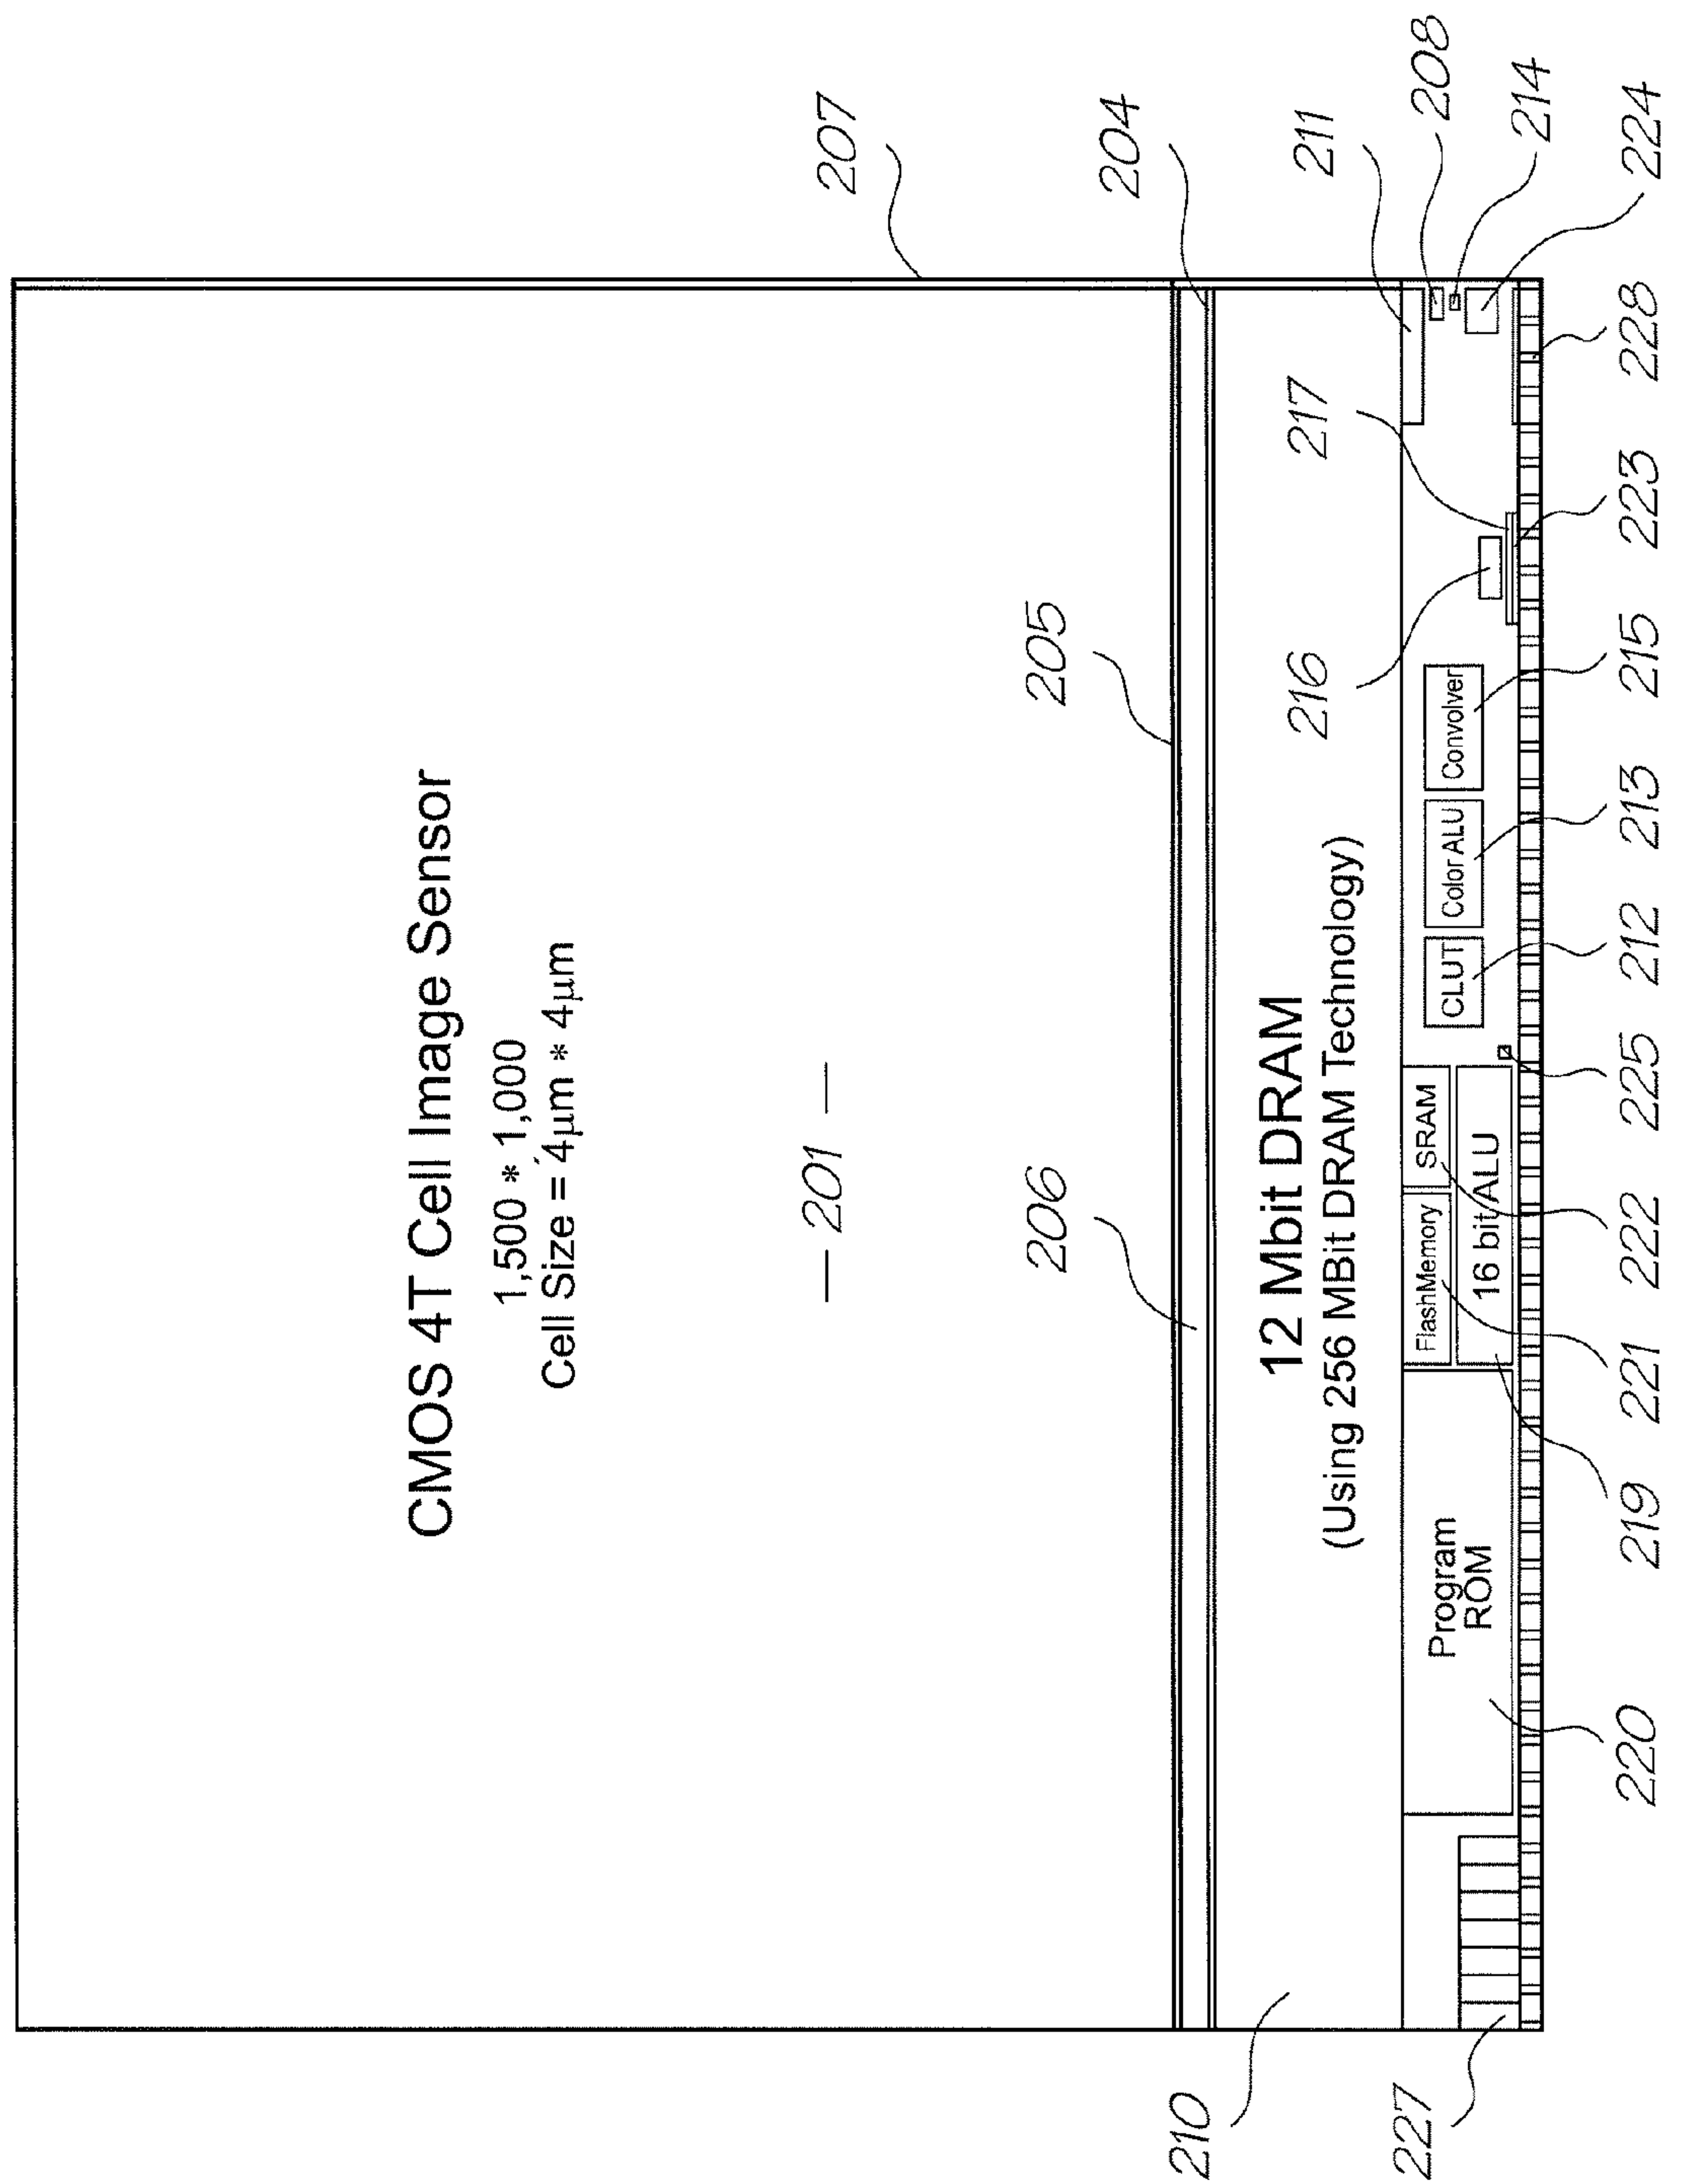 CMOS 4T Cell Image Sensor
1,500 * 1,000
Cell Size = 4µm * 4µm
— 201 —
207
206
205
204
210
12 Mbit DRAM
(Using 256 MBit DRAM Technology)
216
217
211
208
214
224
227
Program
ROM
FlashMemory
SRAM
16 bit ALU
CLUT
Color ALU
Convolver
220
219
221
222
225
212
213
215
223
228